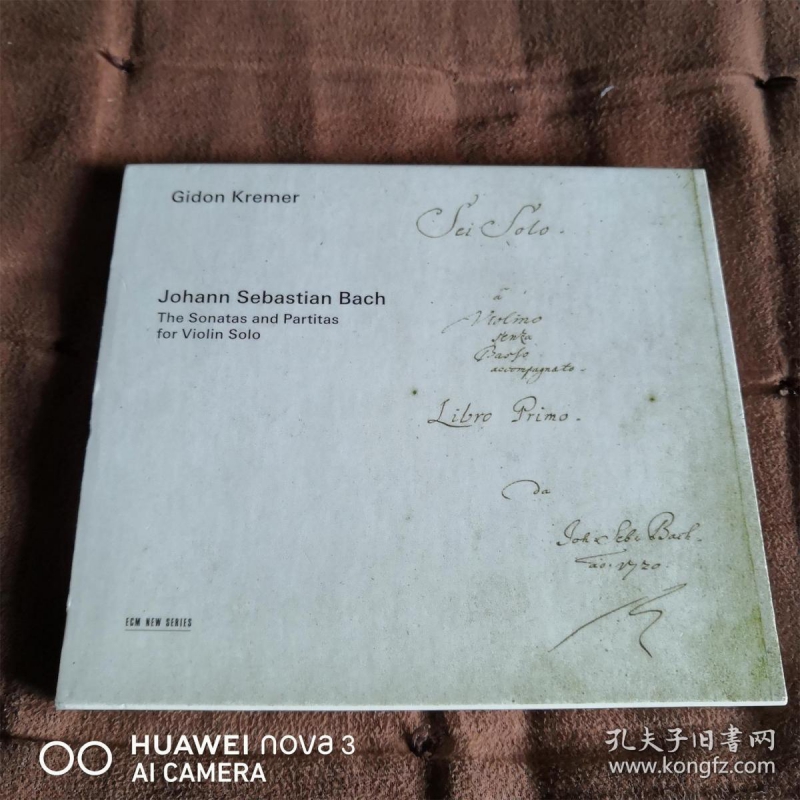 Gidon Kremer
Sei Solo.
Johann Sebastian Bach
The Sonatas and Partitas
for Violin Solo
â
Violino
senza
Basso
accompagnato.
Libro Primo.
da
Joh. Seb. Bach.
ao. 1720.
ECM NEW SERIES
HUAWEI nova 3
AI CAMERA
孔夫子旧書网
www.kongfz.com